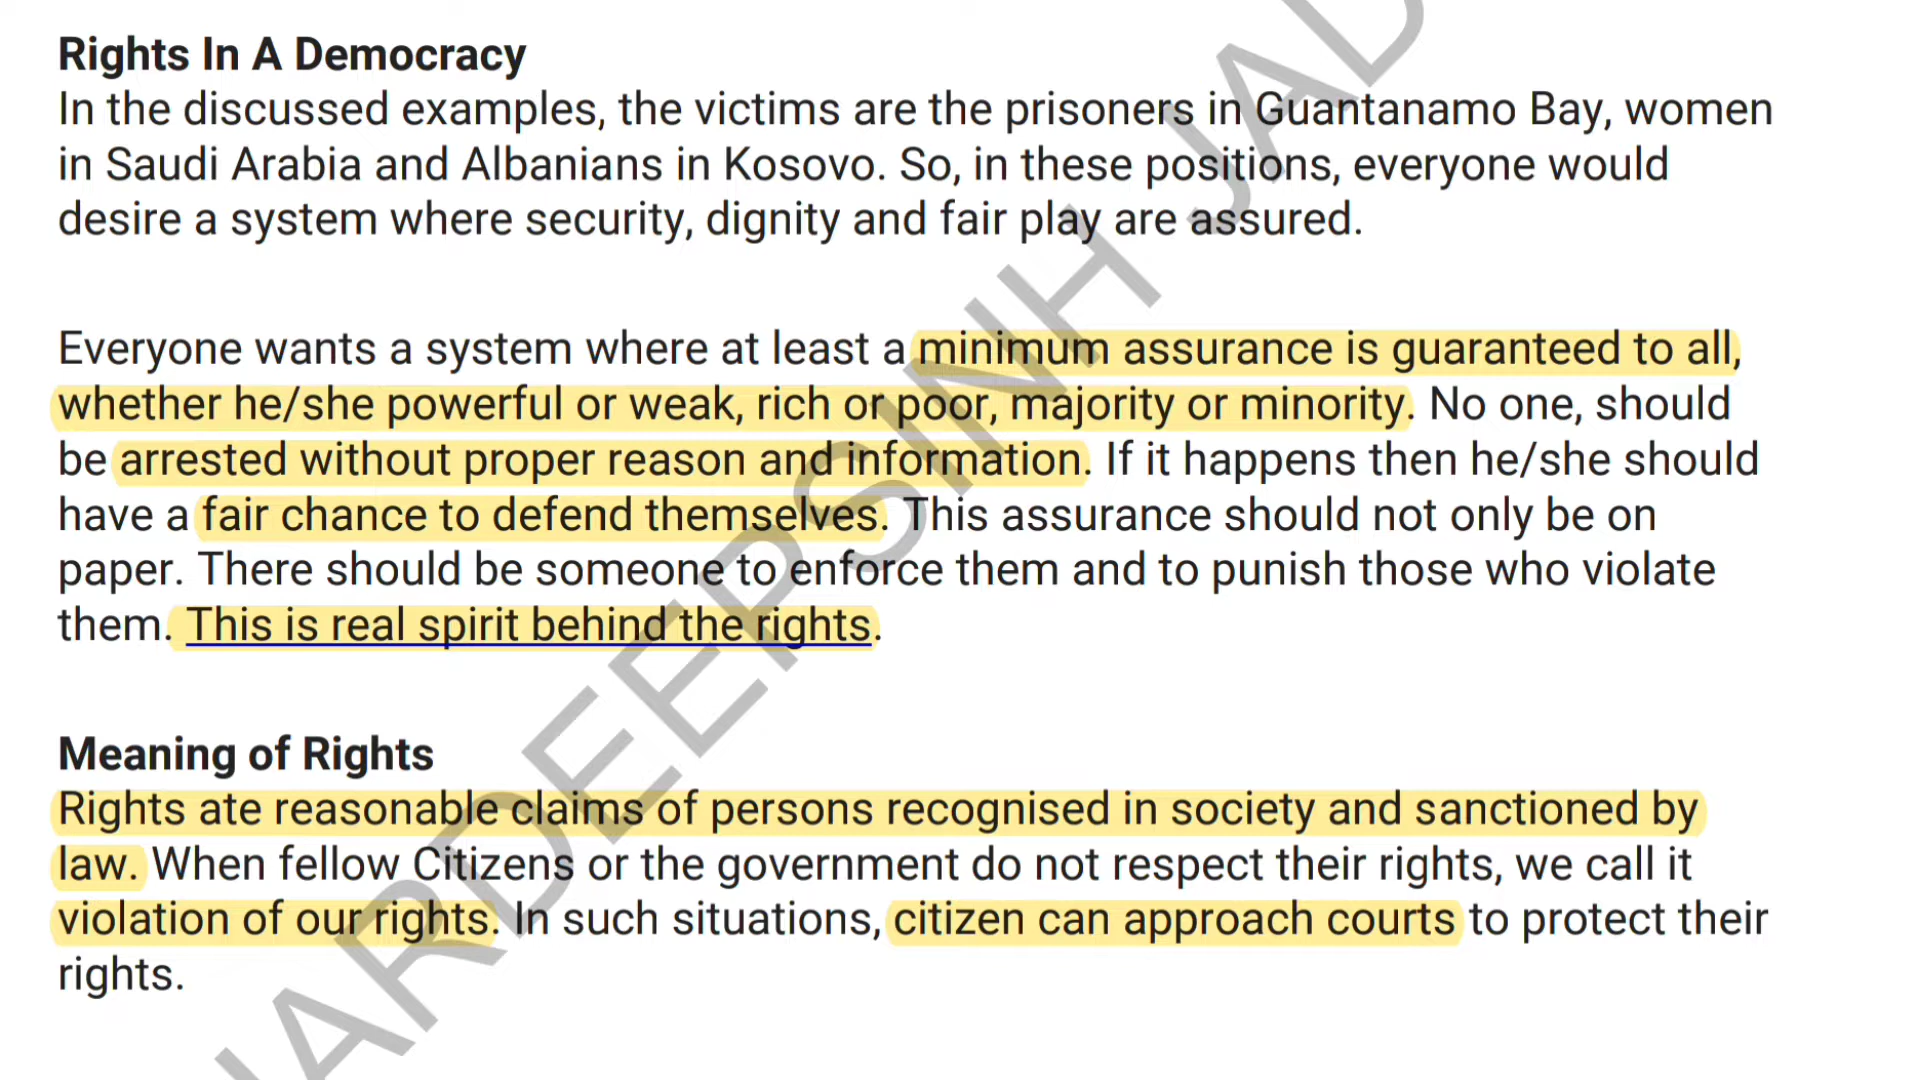 Rights In A Democracy
In the discussed examples, the victims are the prisoners in Guantanamo Bay, women
in Saudi Arabia and Albanians in Kosovo. So, in these positions, everyone would
desire a system where security, dignity and fair play are assured.
Everyone wants a system where at least a minimum assurance is guaranteed to all,
whether he/she powerful or weak, rich or poor, majority or minority. No one, should
be arrested without proper reason and information. If it happens then he/she should
have a fair chance to defend themselves. This assurance should not only be on
paper. There should be someone to enforce them and to punish those who violate
them. This is real spirit behind the rights.
Meaning of Rights
Rights ate reasonable claims of persons recognised in society and sanctioned by
law. When fellow Citizens or the government do not respect their rights, we call it
violation of our rights. In such situations, citizen can approach courts to protect their
rights.
HARDEEPSINH JAD